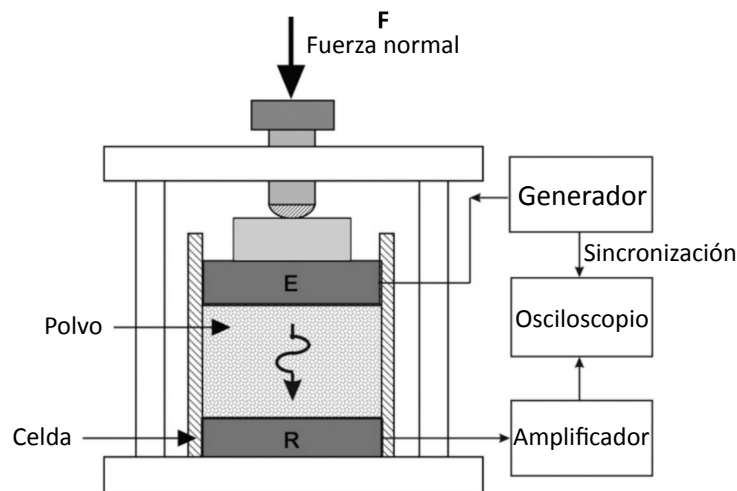 F
Fuerza normal
Generador
Sincronización
E
Polvo
Osciloscopio
Celda
R
Amplificador